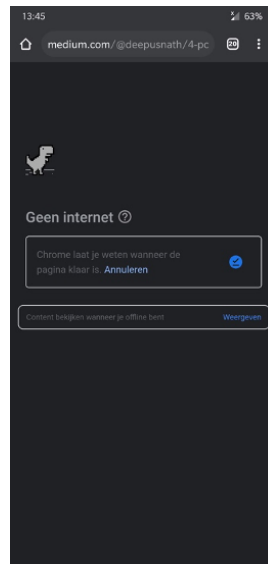 13:45
63%
medium.com/@deepusnath/4-pc
20
Geen internet
Chrome laat je weten wanneer de
pagina klaar is. Annuleren
Content bekijken wanneer je offline bent Weergeven